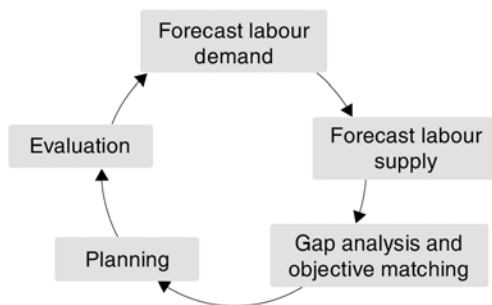 Forecast labour
demand
Forecast labour
supply
Gap analysis and
objective matching
Planning
Evaluation